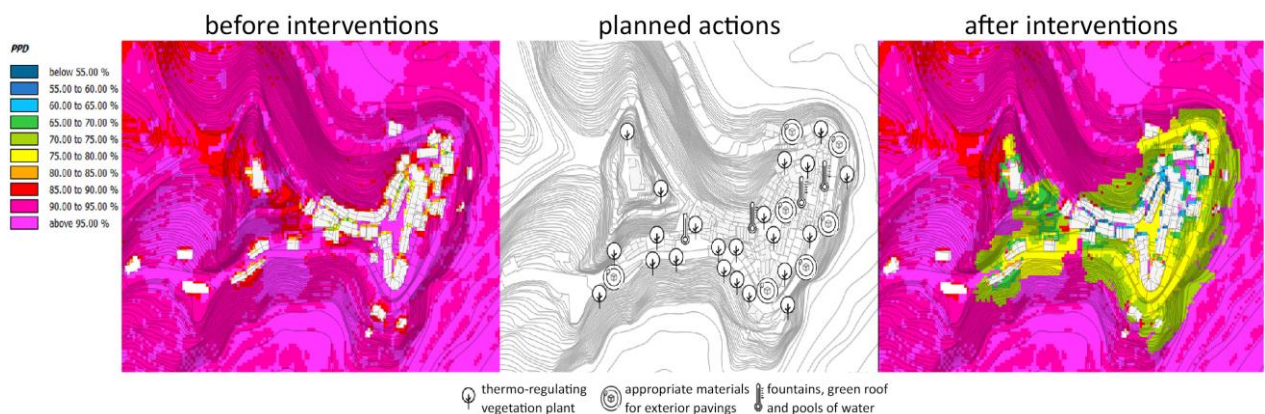 before interventions
planned actions
after interventions
PPD
below 55.00 %
55.00 to 60.00 %
60.00 to 65.00 %
65.00 to 70.00 %
70.00 to 75.00 %
75.00 to 80.00 %
80.00 to 85.00 %
85.00 to 90.00 %
90.00 to 95.00 %
above 95.00 %
thermo-regulating
vegetation plant
appropriate materials
for exterior pavings
fountains, green roof
and pools of water